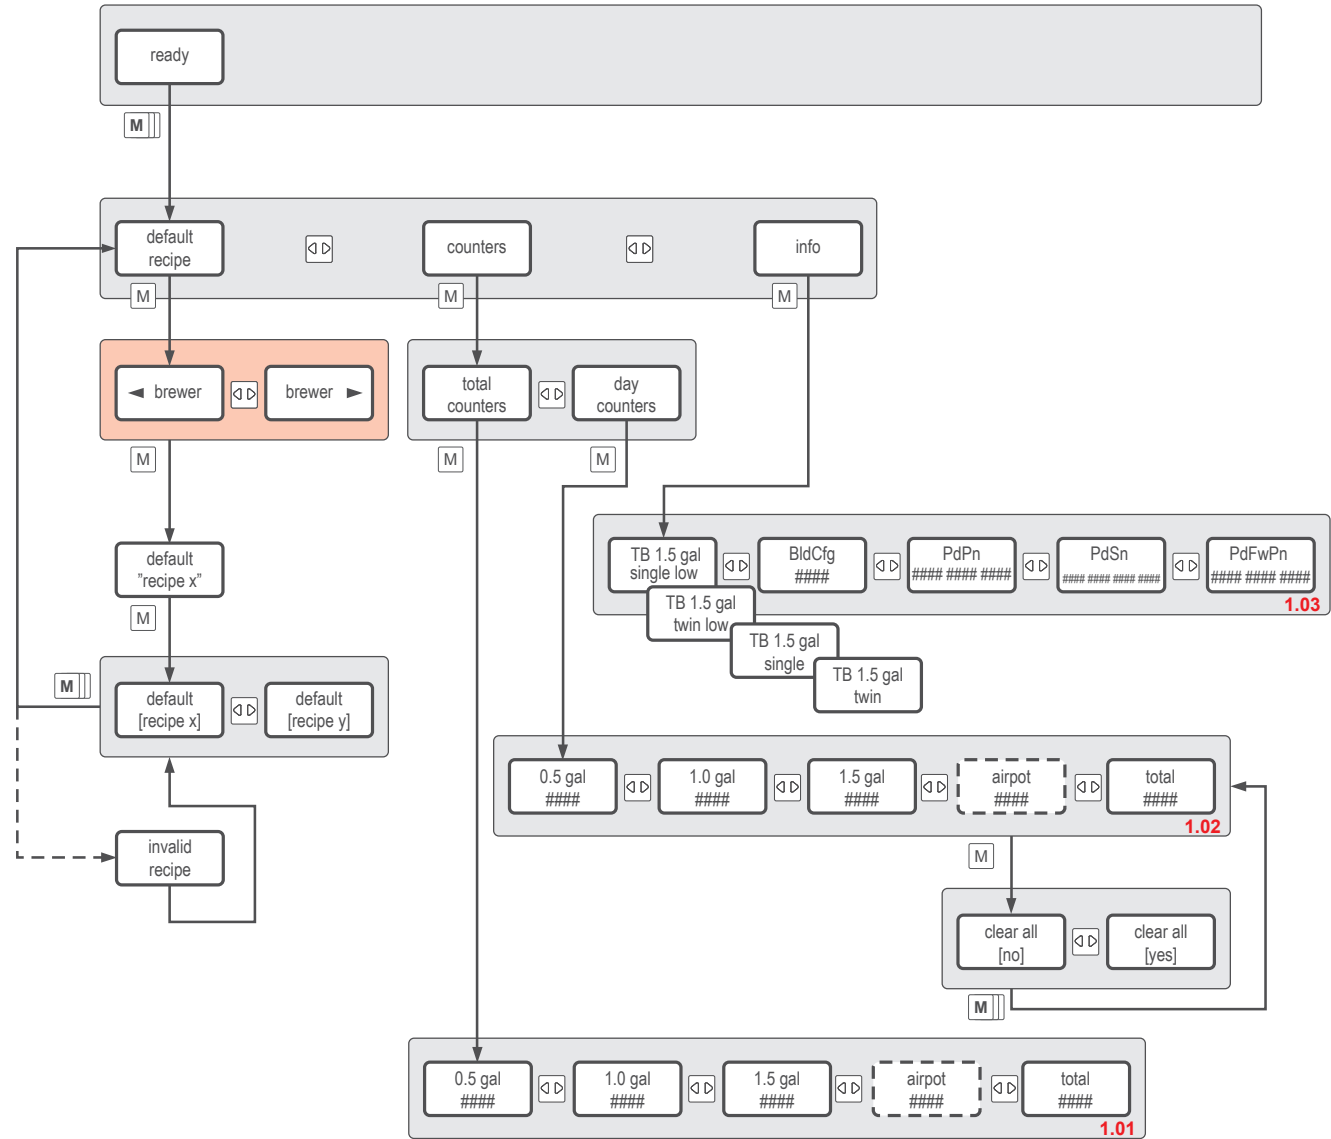 ready
M
default
recipe
counters
info
M
M
M
brewer
brewer
total
counters
day
counters
M
M
M
default
"recipe x"
TB 1.5 gal
single low
BldCfg
####
PdPn
#### #### ####
PdSn
#### #### #### ####
PdFwPn
#### #### ####
1.03
TB 1.5 gal
twin low
TB 1.5 gal
single
TB 1.5 gal
twin
M
M
default
[recipe x]
default
[recipe y]
0.5 gal
####
1.0 gal
####
1.5 gal
####
airpot
####
total
####
1.02
invalid
recipe
M
clear all
[no]
clear all
[yes]
M
0.5 gal
####
1.0 gal
####
1.5 gal
####
airpot
####
total
####
1.01